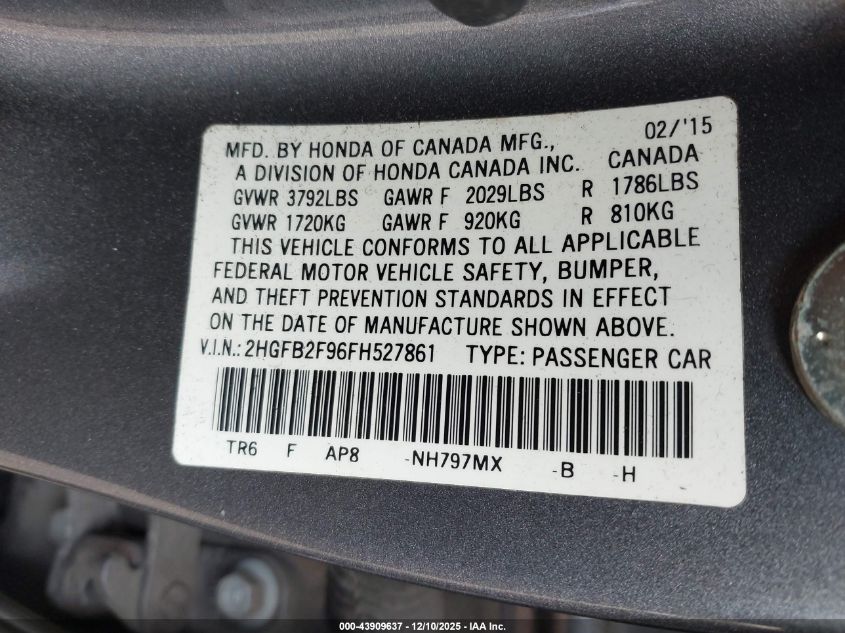 02/'15
MFD. BY HONDA OF CANADA MFG.,
A DIVISION OF HONDA CANADA INC. CANADA
GVWR 3792LBS GAWR F 2029LBS R 1786LBS
GVWR 1720KG GAWR F 920KG R 810KG
THIS VEHICLE CONFORMS TO ALL APPLICABLE
FEDERAL MOTOR VEHICLE SAFETY, BUMPER,
AND THEFT PREVENTION STANDARDS IN EFFECT
ON THE DATE OF MANUFACTURE SHOWN ABOVE.
V.I.N.: 2HGFB2F96FH527861 TYPE: PASSENGER CAR
TR6 F AP8 -NH797MX -B -H
000-43909637 - 12/10/2025 - IAA Inc.